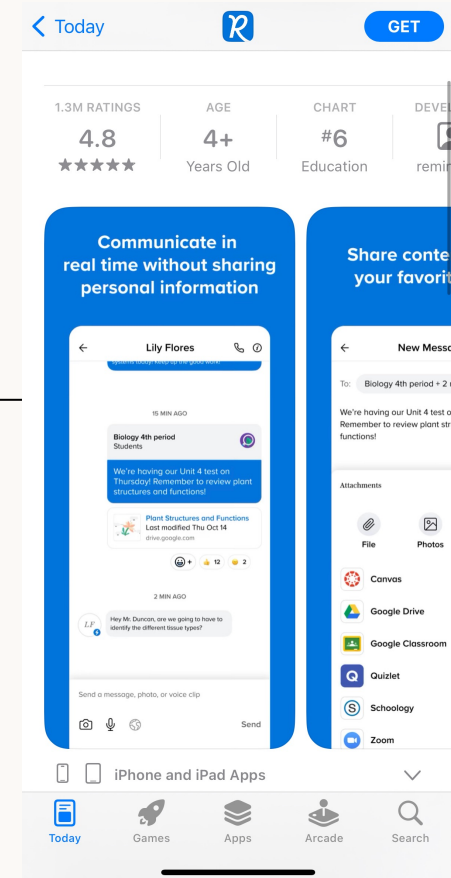 Today
R
GET
1.3M RATINGS
AGE
CHART
4.8
4+
#6
Years Old
Education
Communicate in
real time without sharing
personal information
Lily Flores
15 MIN AGO
Biology 4th period
Students
We're having our Unit 4 test on
Thursday! Remember to review plant
structures and functions!
Plant Structures and Functions
Last modified Thu Oct 14
drive.google.com
+
12
2
2 MIN AGO
LF
Hey Mr. Duncan, are we going to have to
identify the different tissue types?
Send a message, photo, or voice clip
Send
Share conte
your favorit
New Messa
To: Biology 4th period + 2
We're having our Unit 4 test o
Remember to review plant str
functions!
Attachments
File
Photos
Canvas
Google Drive
Google Classroom
Q
Quizlet
S
Schoology
Zoom
iPhone and iPad Apps
Today
Games
Apps
Arcade
Search